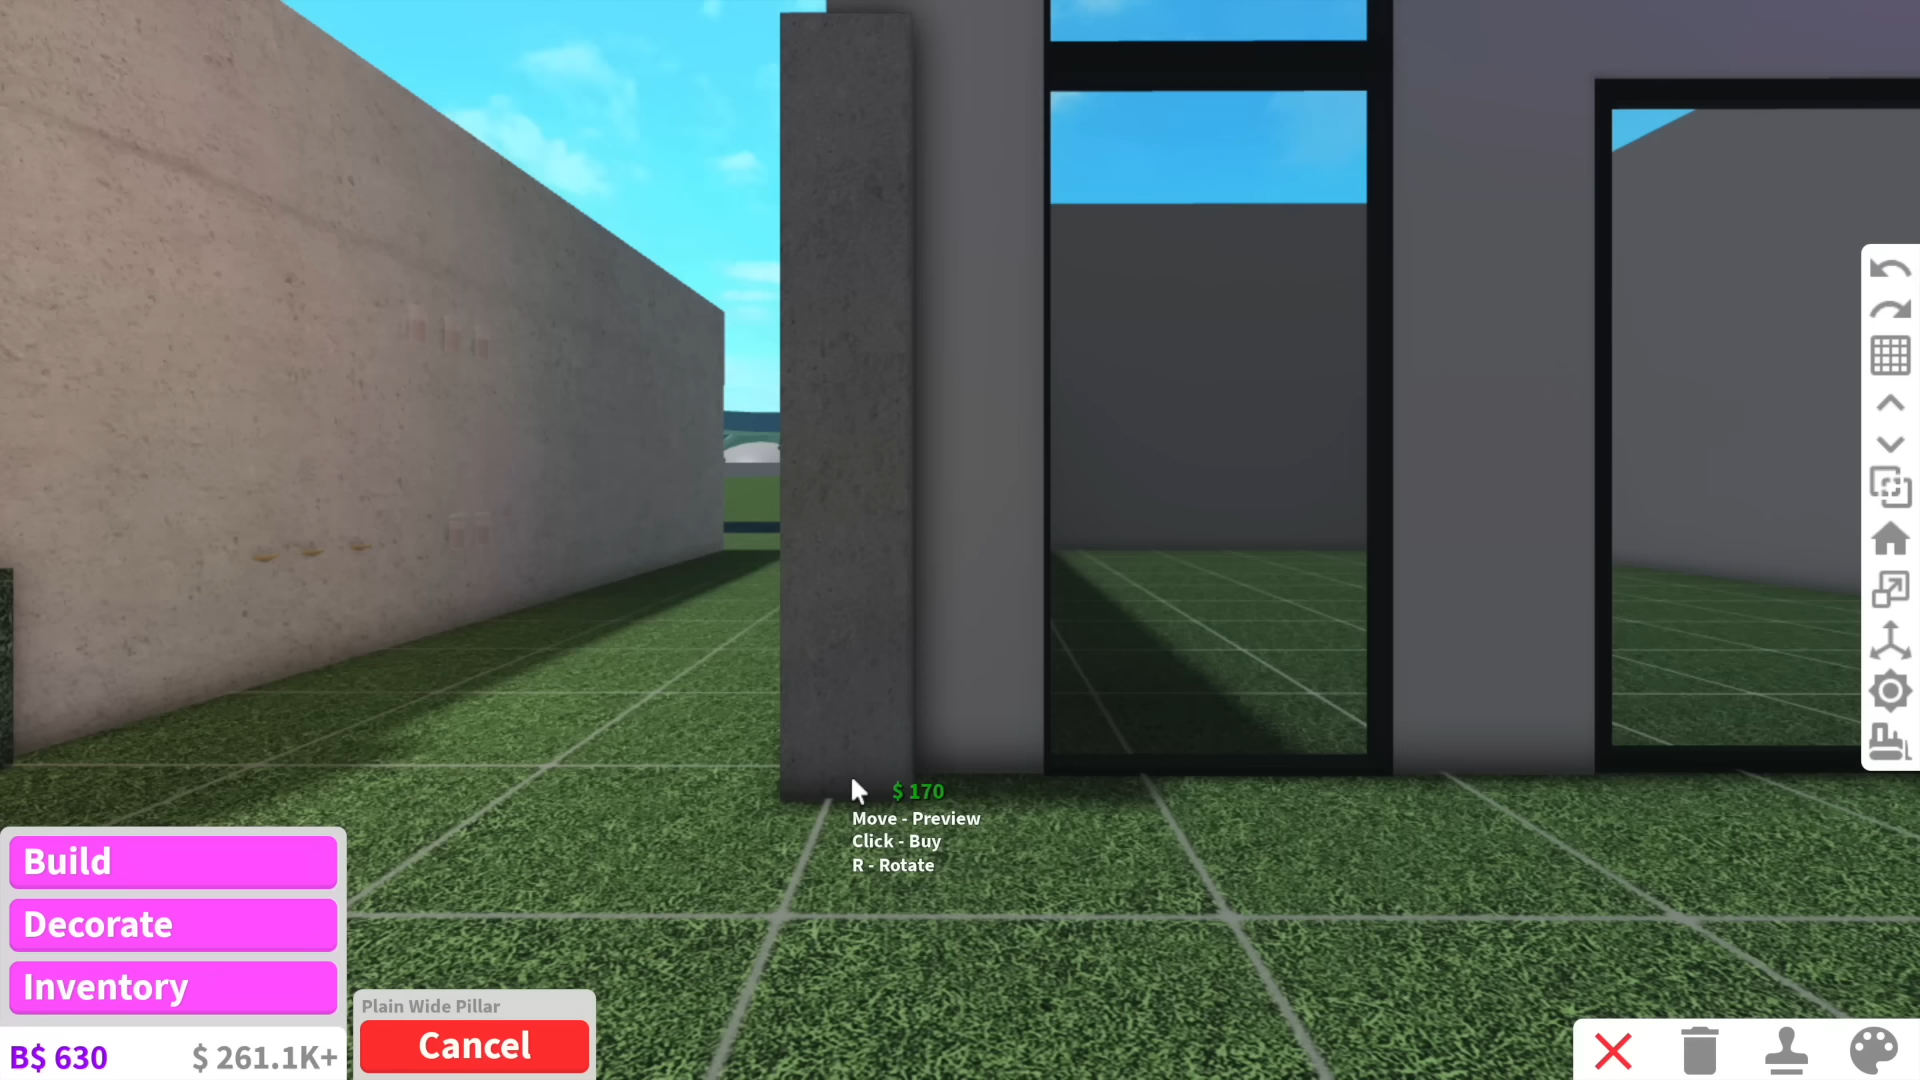 $ 170
Move - Preview
Click - Buy
R - Rotate
Build
Decorate
Inventory
B$ 630 $ 261.1K+
Plain Wide Pillar
Cancel